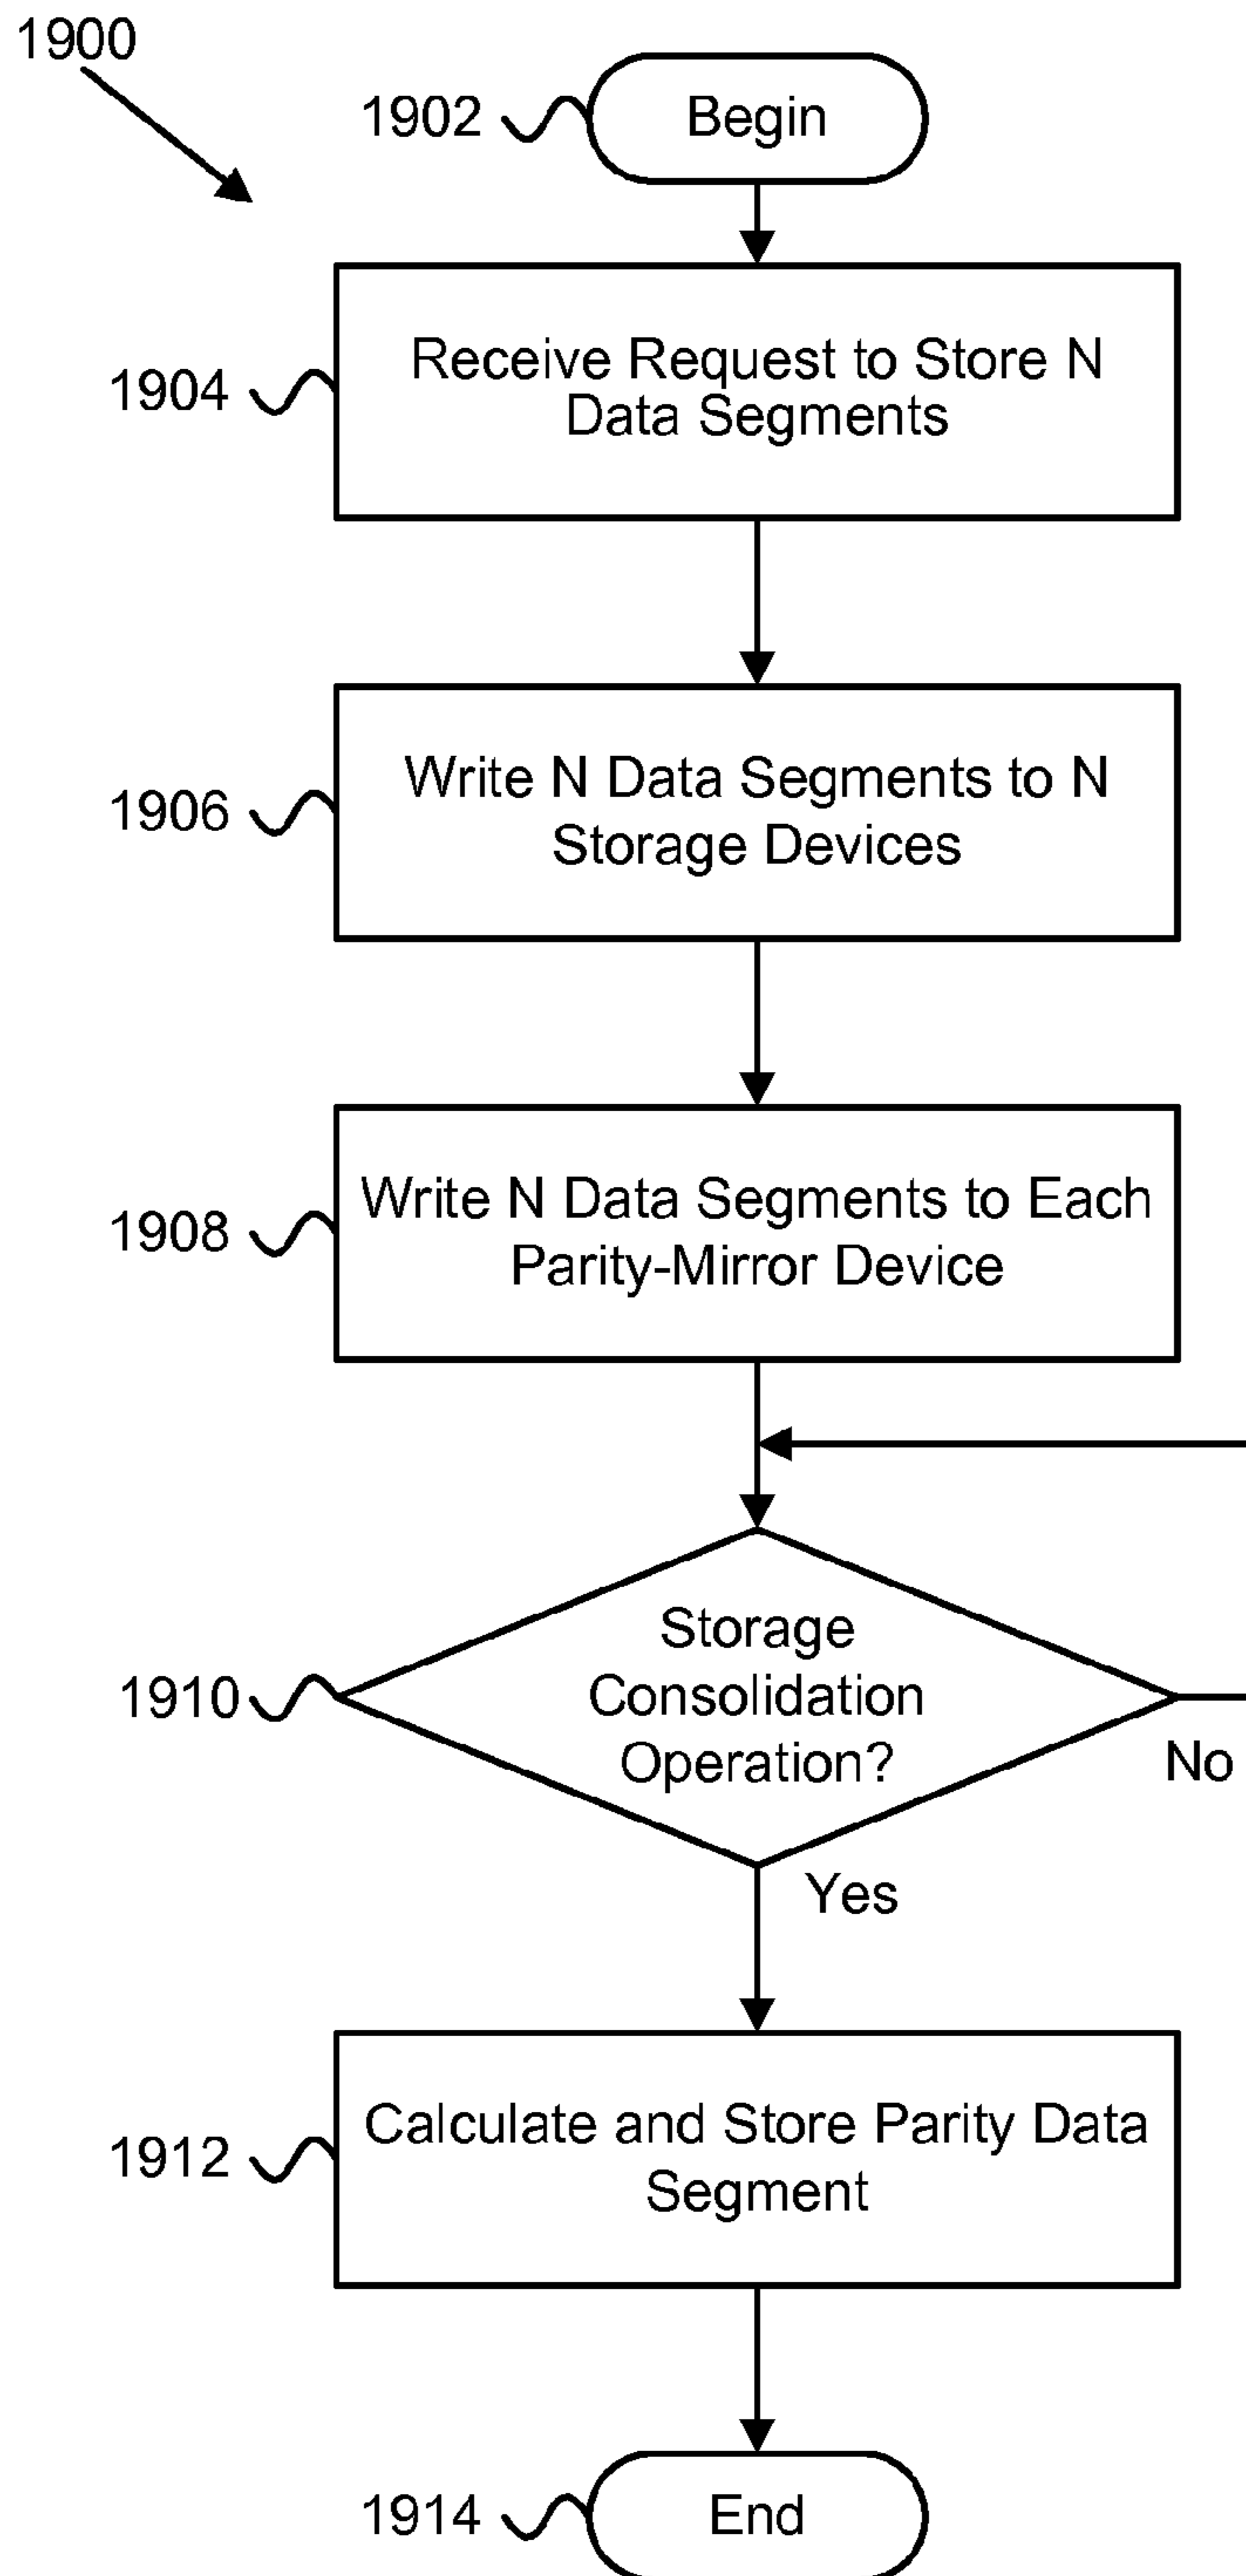 1900
1902
Begin
1904
Receive Request to Store N
Data Segments
1906
Write N Data Segments to N
Storage Devices
1908
Write N Data Segments to Each
Parity-Mirror Device
1910
Storage
Consolidation
Operation?
No
Yes
1912
Calculate and Store Parity Data
Segment
1914
End